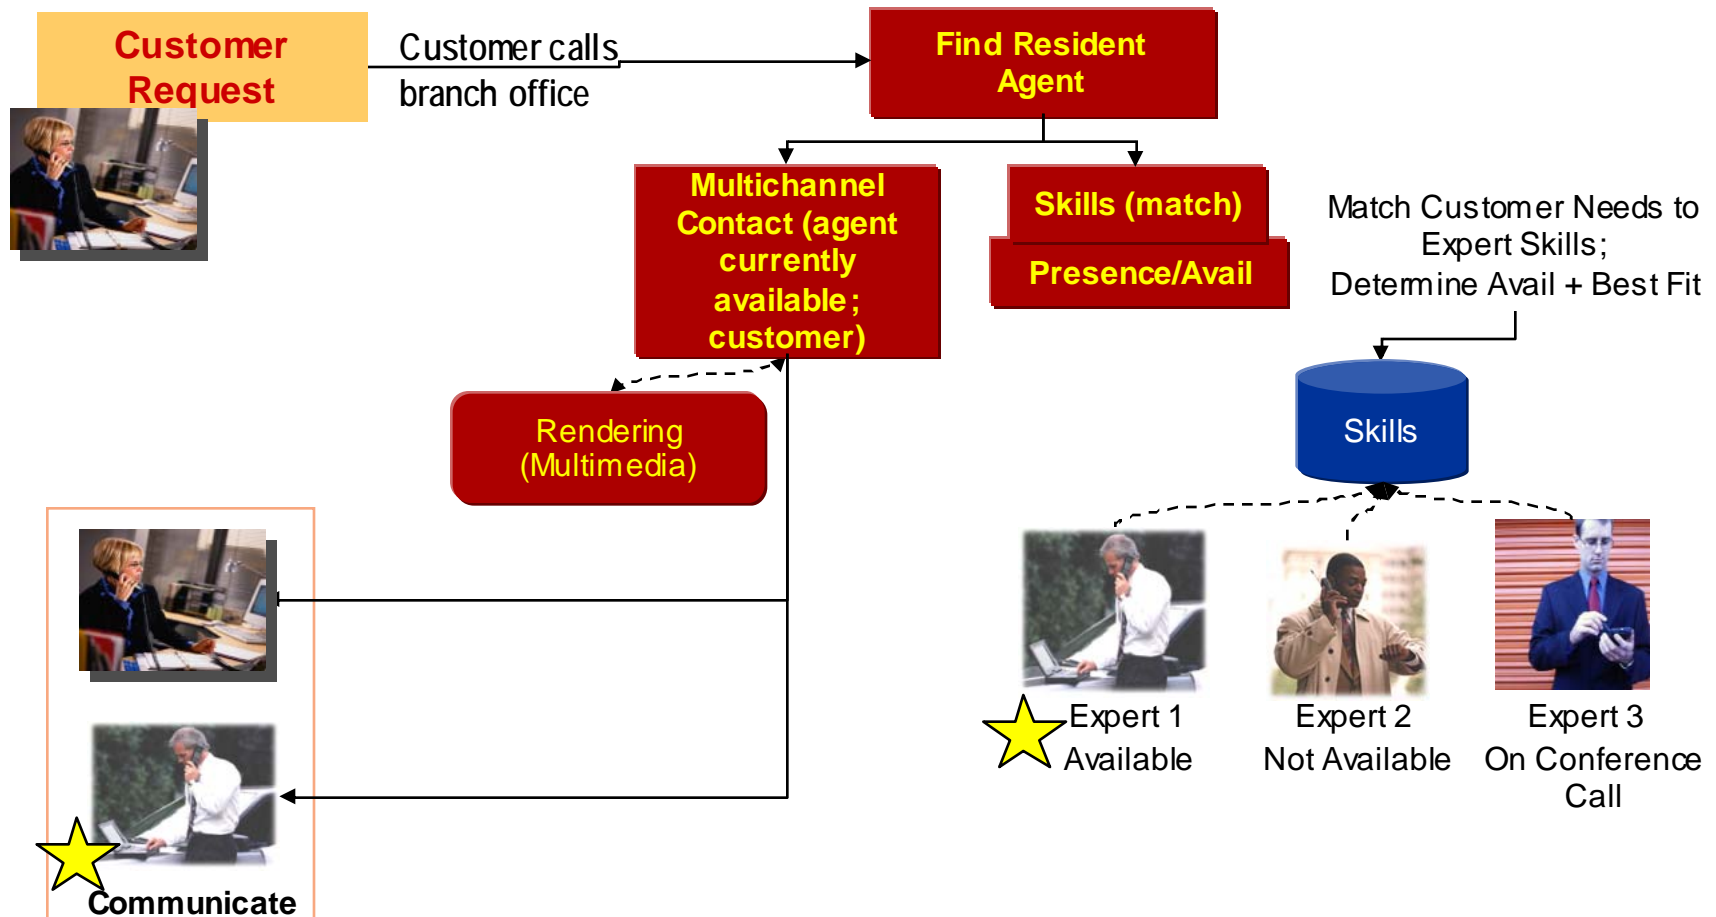 Customer
Request
Customer calls
branch office
Find Resident
Agent
Multichannel
Contact (agent
currently
available;
customer)
Skills (match)
Presence/Avail
Match Customer Needs to
Expert Skills;
Determine Avail + Best Fit
Rendering
(Multimedia)
Skills
Expert 1
Available
Expert 2
Not Available
Expert 3
On Conference
Call
Communicate